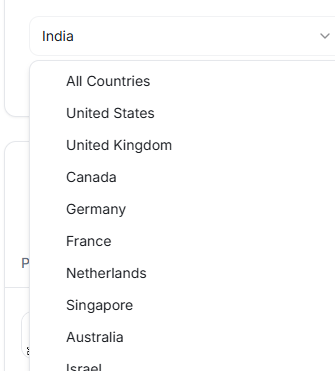 India
All Countries
United States
United Kingdom
Canada
Germany
France
Netherlands
Singapore
Australia
Israel